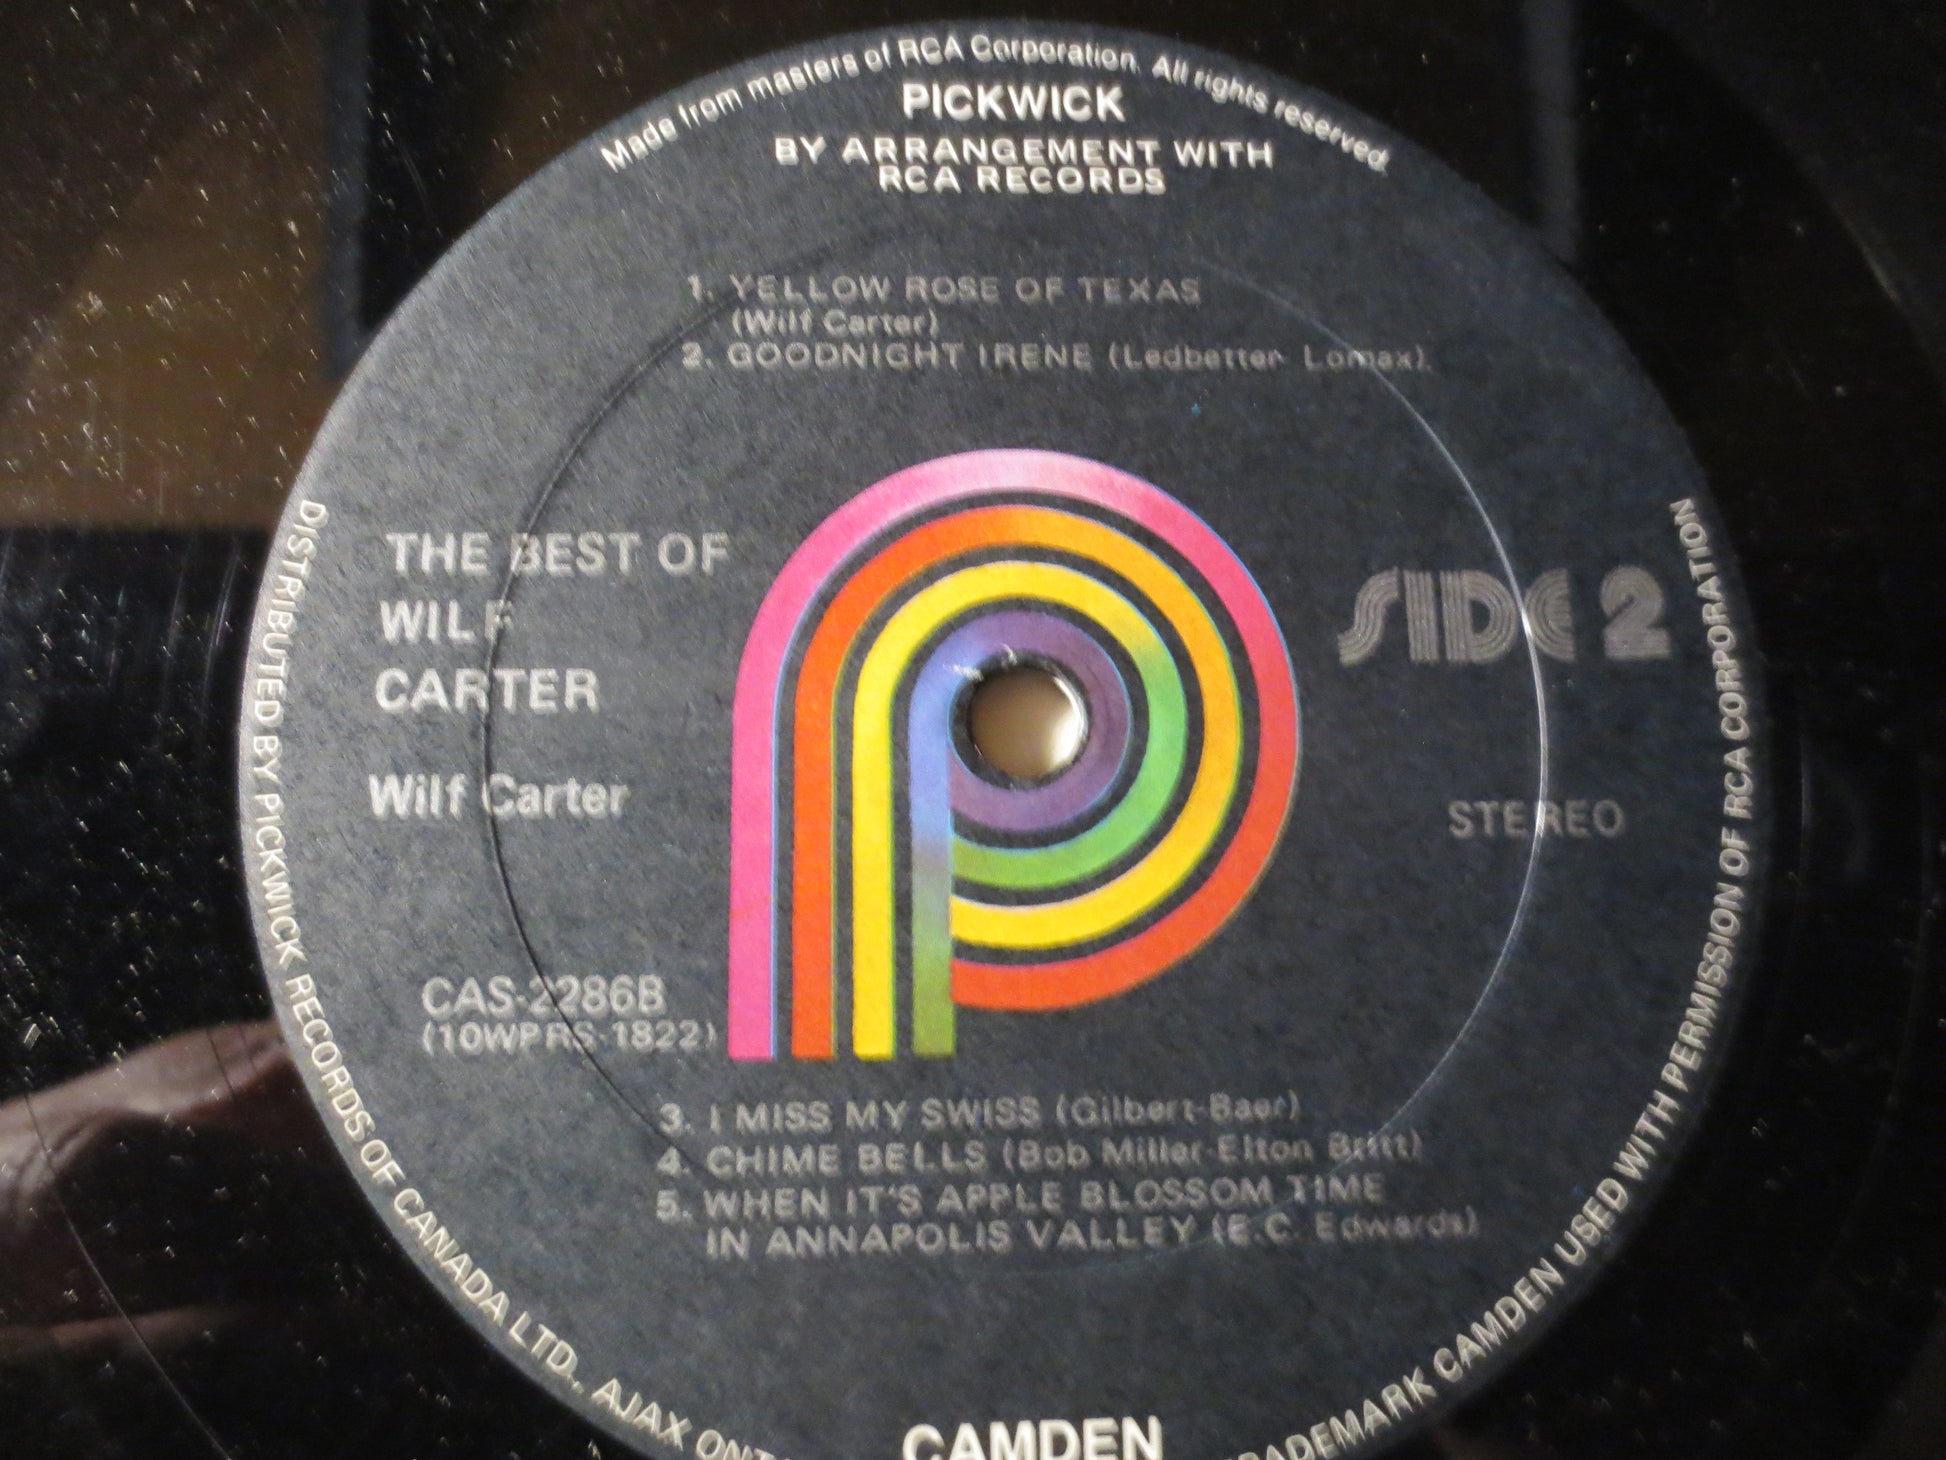 Made from masters of RCA Corporation. All rights reserved.
PICKWICK
BY ARRANGEMENT WITH
RCA RECORDS
1. YELLOW ROSE OF TEXAS
(Wilf Carter)
2. GOODNIGHT IRENE (Ledbetter Lomax)
THE BEST OF
WILF
CARTER
Wilf Carter
SIDE 2
STEREO
CAS-2286B
(10WPRS-1822)
3. I MISS MY SWISS (Gilbert-Baer)
4. CHIME BELLS (Bob Miller-Elton Britt)
5. WHEN IT'S APPLE BLOSSOM TIME
IN ANNAPOLIS VALLEY (E.C. Edwards)
CAMDEN
DISTRIBUTED BY PICKWICK RECORDS OF CANADA LTD., AJAX ONT
TRADEMARK CAMDEN USED WITH PERMISSION OF RCA CORPORATION